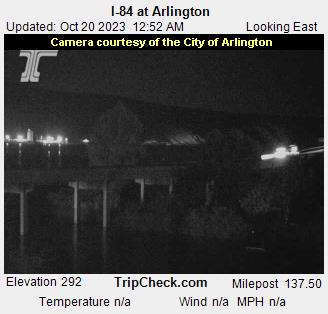 I-84 at Arlington
Updated: Oct 20 2023 12:52 AM Looking East
Camera courtesy of the City of Arlington
Elevation 292 TripCheck.com Milepost 137.50
Temperature n/a Wind n/a MPH n/a